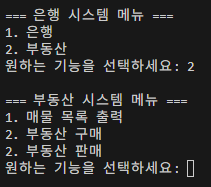 === 은행 시스템 메뉴 ===
1. 은행
2. 부동산
원하는 기능을 선택하세요: 2
=== 부동산 시스템 메뉴 ===
1. 매물 목록 출력
2. 부동산 구매
2. 부동산 판매
원하는 기능을 선택하세요: